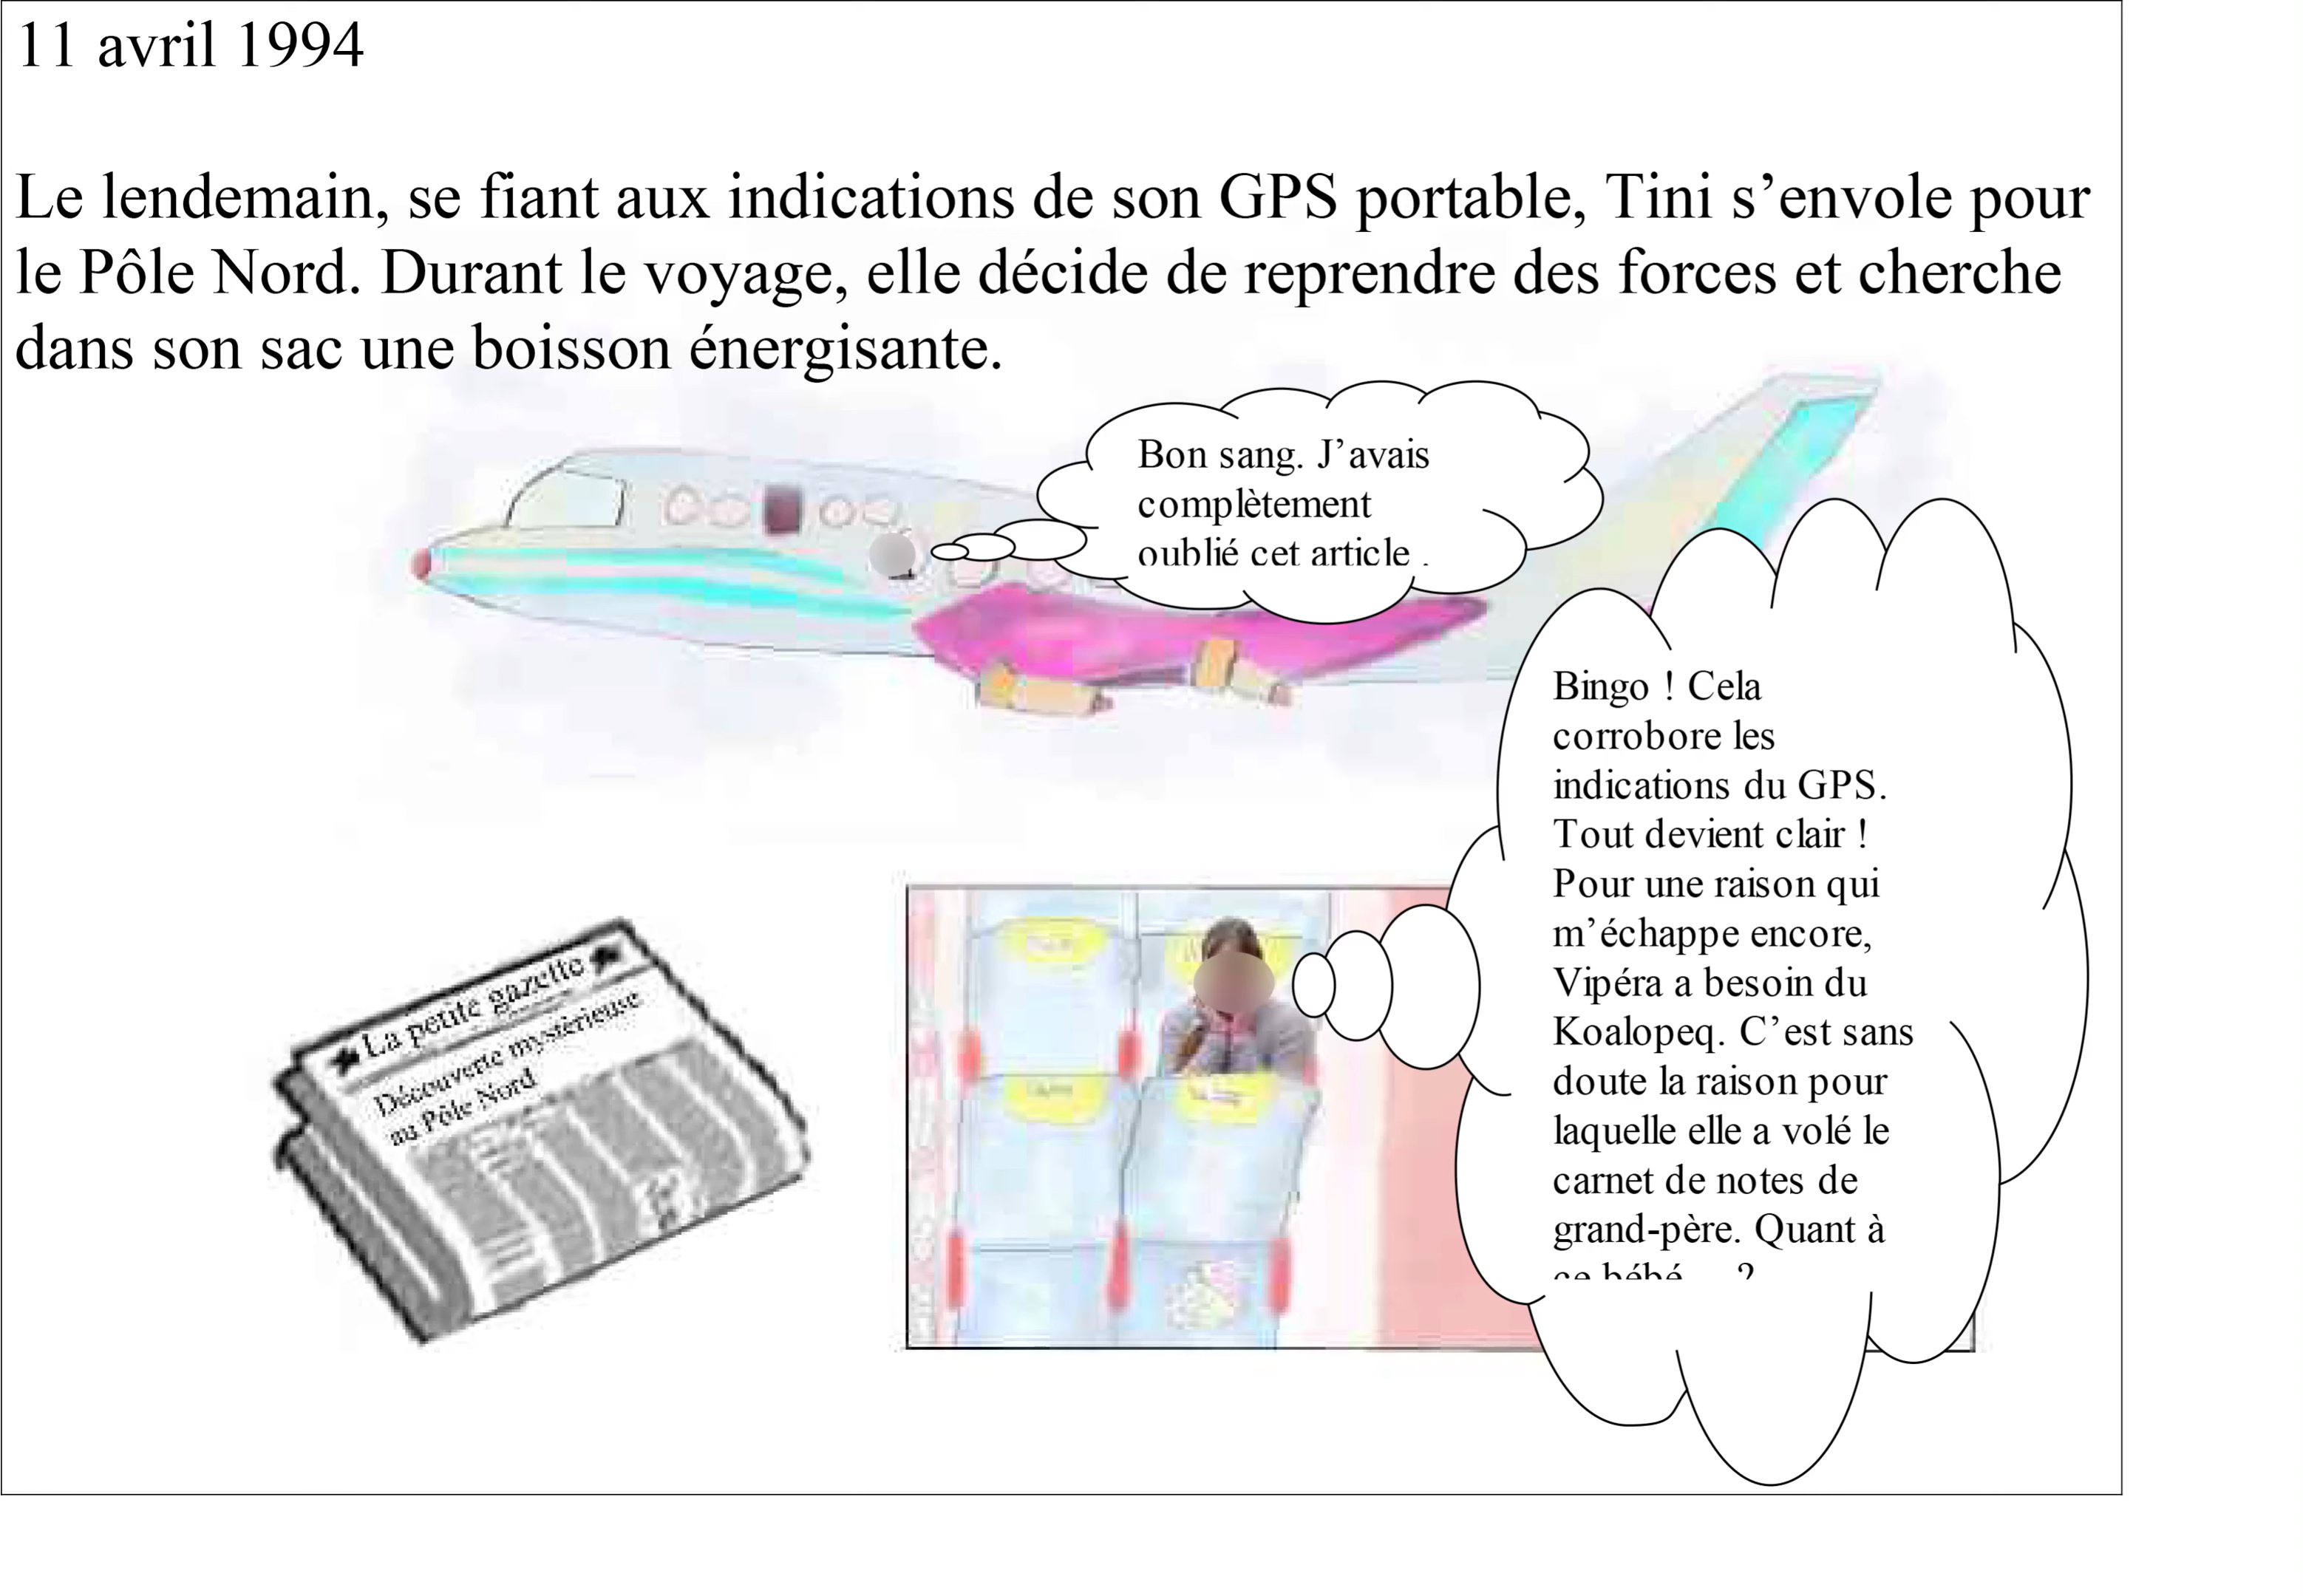 11 avril 1994
Le lendemain, se fiant aux indications de son GPS portable, Tini s’envole pour
le Pôle Nord. Durant le voyage, elle décide de reprendre des forces et cherche
dans son sac une boisson énergisante.
Bon sang. J’avais
complètement
oublié cet article .
Bingo ! Cela
corrobore les
indications du GPS.
Tout devient clair !
Pour une raison qui
m’échappe encore,
Vipéra a besoin du
Koalopeq. C’est sans
doute la raison pour
laquelle elle a volé le
carnet de notes de
grand-père. Quant à
ce bébé ... ?
La petite gazette
Découverte mystérieuse
au Pôle Nord